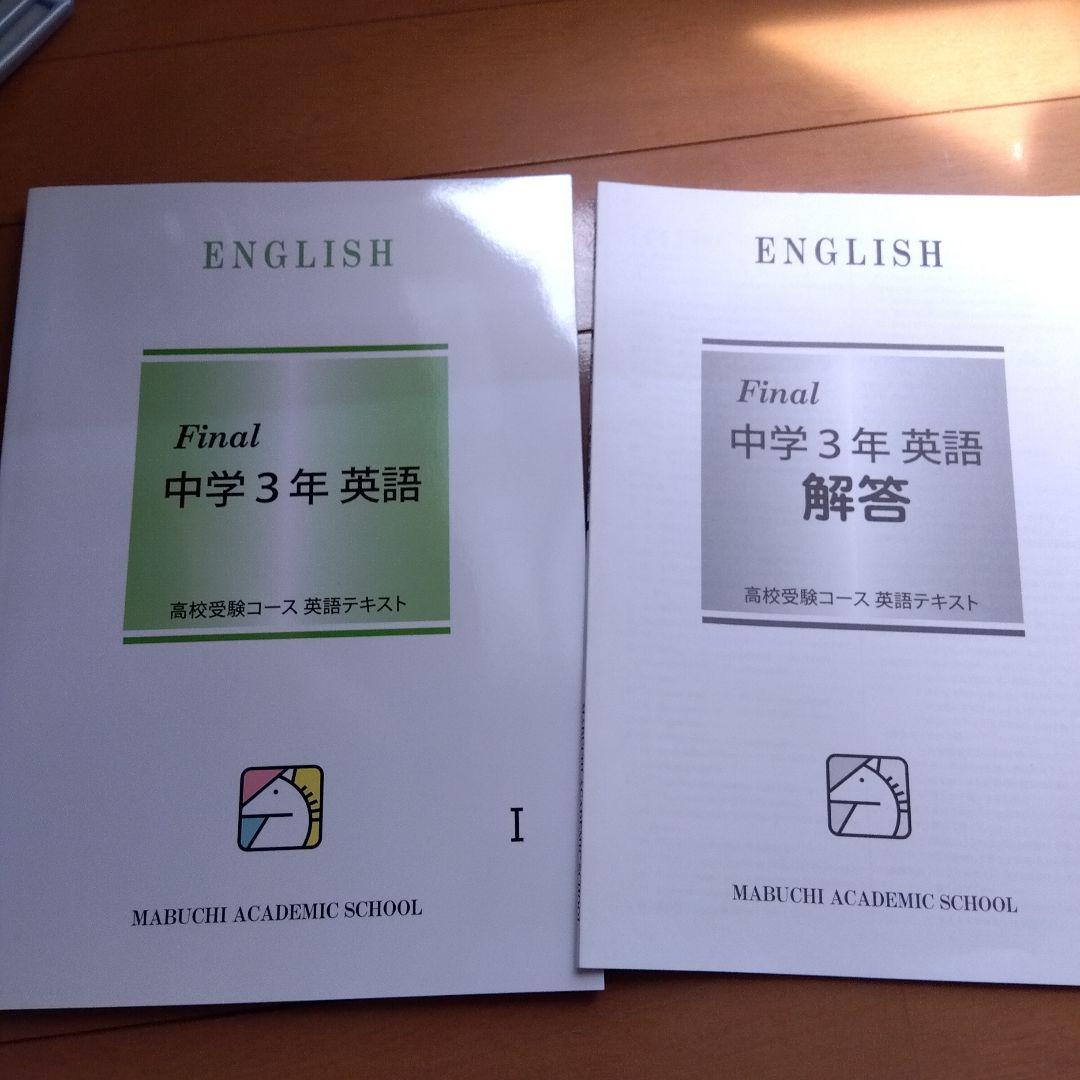 ENGLISH
Final
中学3年 英語
高校受験コース 英語テキスト
I
MABUCHI ACADEMIC SCHOOL
ENGLISH
Final
中学3年 英語
解答
高校受験コース 英語テキスト
MABUCHI ACADEMIC SCHOOL